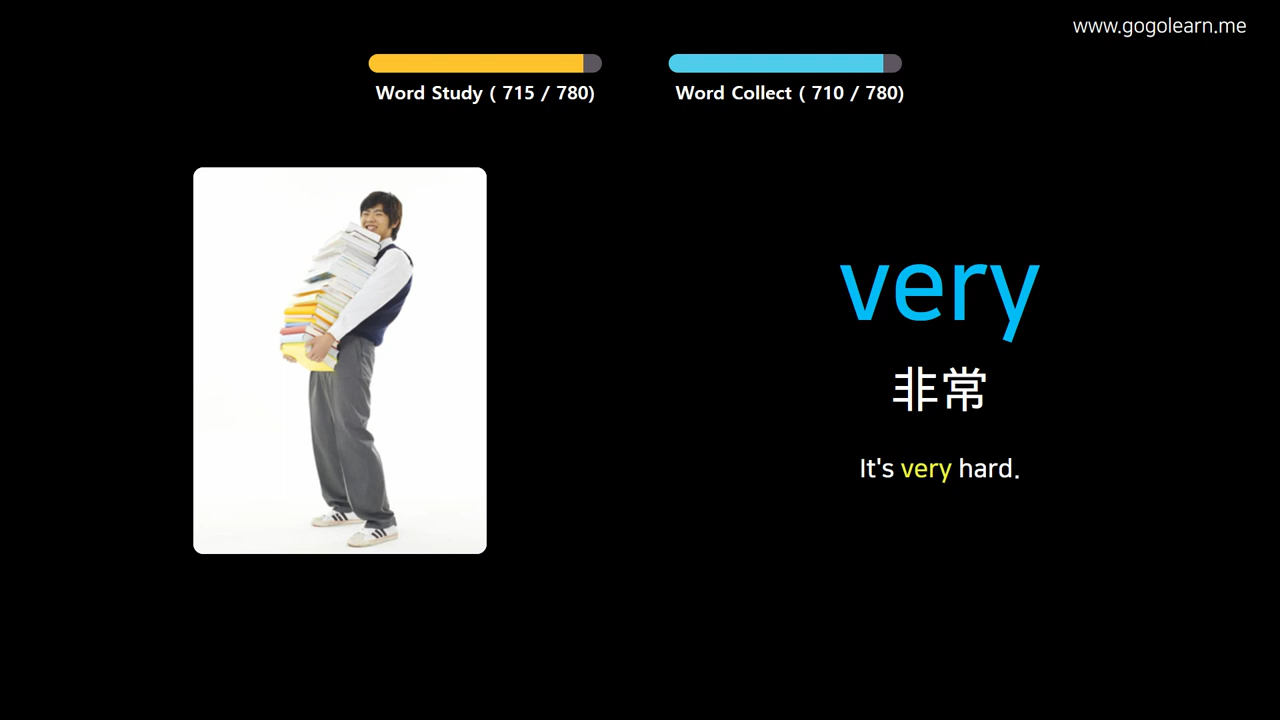 www.gogolearn.me
Word Study ( 715 / 780)
Word Collect ( 710 / 780)
very
非常
It's very hard.